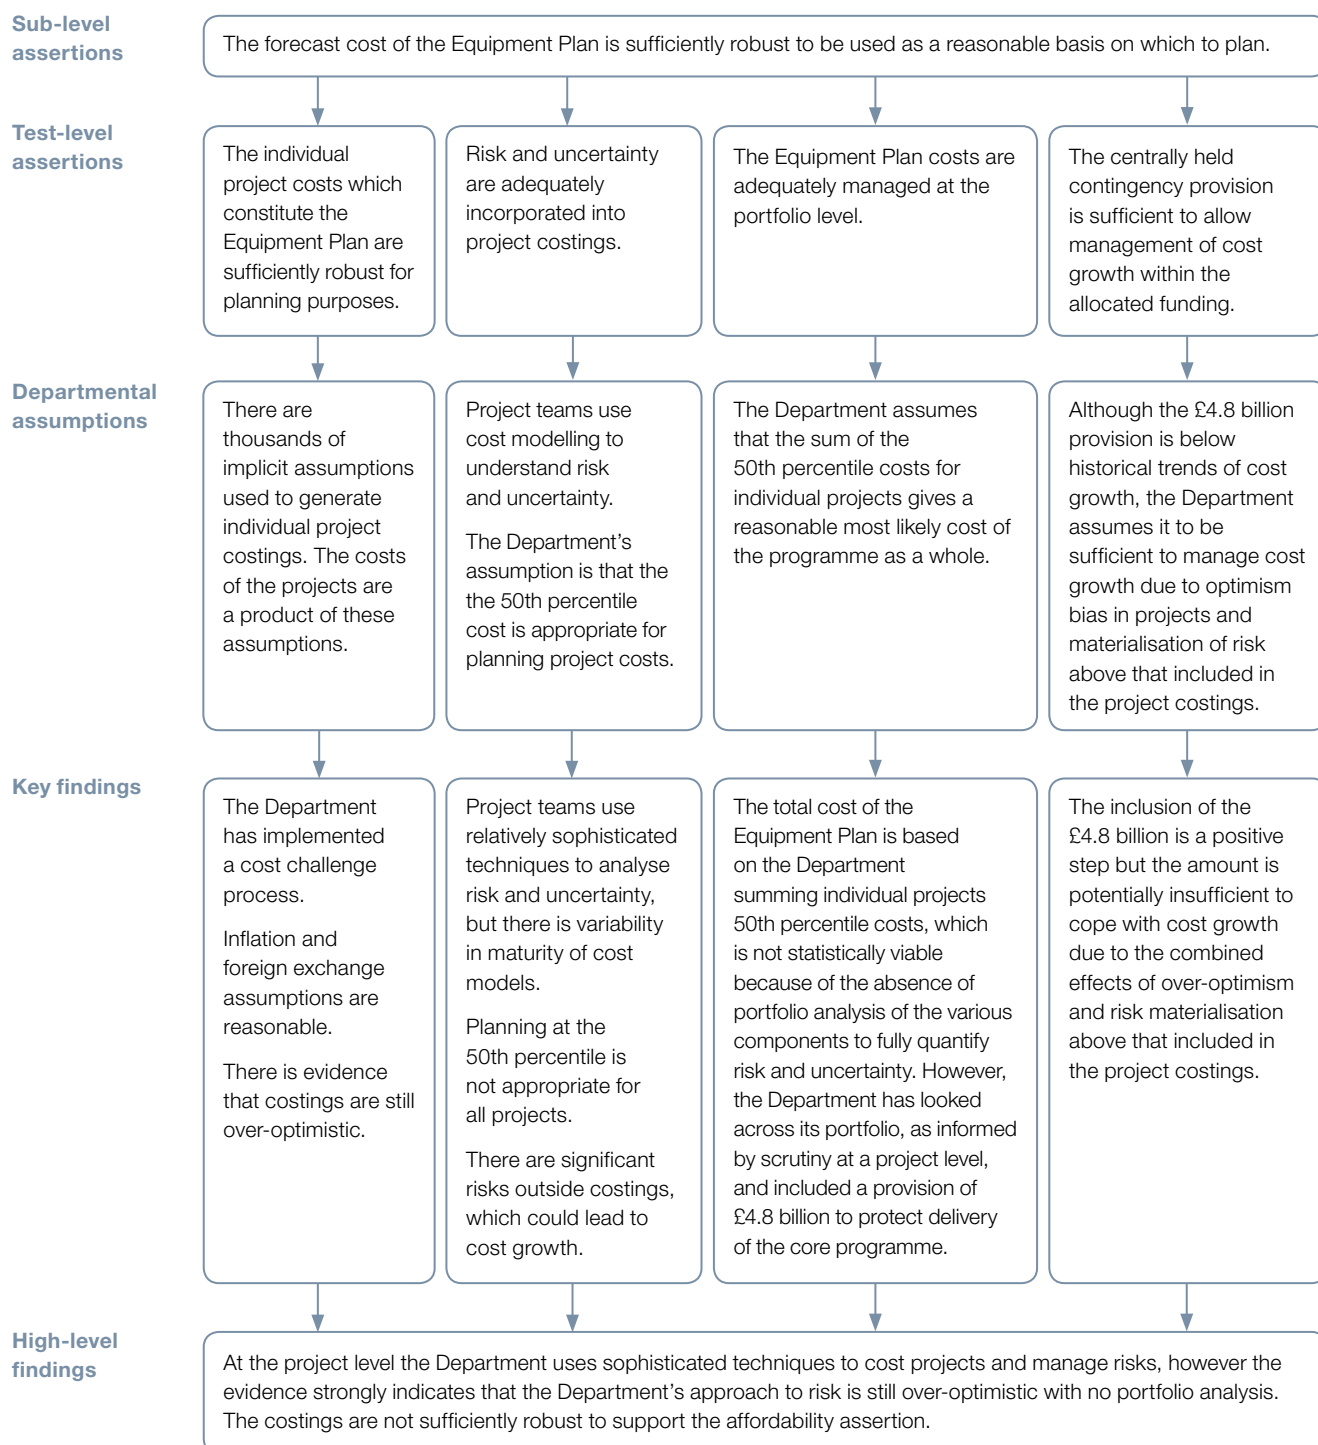 Sub-level
assertions
The forecast cost of the Equipment Plan is sufficiently robust to be used as a reasonable basis on which to plan.
Test-level
assertions
The individual
project costs which
constitute the
Equipment Plan are
sufficiently robust for
planning purposes.
Risk and uncertainty
are adequately
incorporated into
project costings.
The Equipment Plan costs are
adequately managed at the
portfolio level.
The centrally held
contingency provision
is sufficient to allow
management of cost
growth within the
allocated funding.
Departmental
assumptions
There are
thousands of
implicit assumptions
used to generate
individual project
costings. The costs
of the projects are
a product of these
assumptions.
Project teams use
cost modelling to
understand risk
and uncertainty.
The Department’s
assumption is that the
the 50th percentile
cost is appropriate for
planning project costs.
The Department assumes
that the sum of the
50th percentile costs for
individual projects gives a
reasonable most likely cost of
the programme as a whole.
Although the £4.8 billion
provision is below
historical trends of cost
growth, the Department
assumes it to be
sufficient to manage cost
growth due to optimism
bias in projects and
materialisation of risk
above that included in
the project costings.
Key findings
The Department
has implemented
a cost challenge
process.
Inflation and
foreign exchange
assumptions are
reasonable.
There is evidence
that costings are still
over-optimistic.
Project teams use
relatively sophisticated
techniques to analyse
risk and uncertainty,
but there is variability
in maturity of cost
models.
Planning at the
50th percentile is
not appropriate for
all projects.
There are significant
risks outside costings,
which could lead to
cost growth.
The total cost of the
Equipment Plan is based
on the Department
summing individual projects
50th percentile costs, which
is not statistically viable
because of the absence of
portfolio analysis of the various
components to fully quantify
risk and uncertainty. However,
the Department has looked
across its portfolio, as informed
by scrutiny at a project level,
and included a provision of
£4.8 billion to protect delivery
of the core programme.
The inclusion of the
£4.8 billion is a positive
step but the amount is
potentially insufficient to
cope with cost growth
due to the combined
effects of over-optimism
and risk materialisation
above that included in
the project costings.
High-level
findings
At the project level the Department uses sophisticated techniques to cost projects and manage risks, however the
evidence strongly indicates that the Department’s approach to risk is still over-optimistic with no portfolio analysis.
The costings are not sufficiently robust to support the affordability assertion.